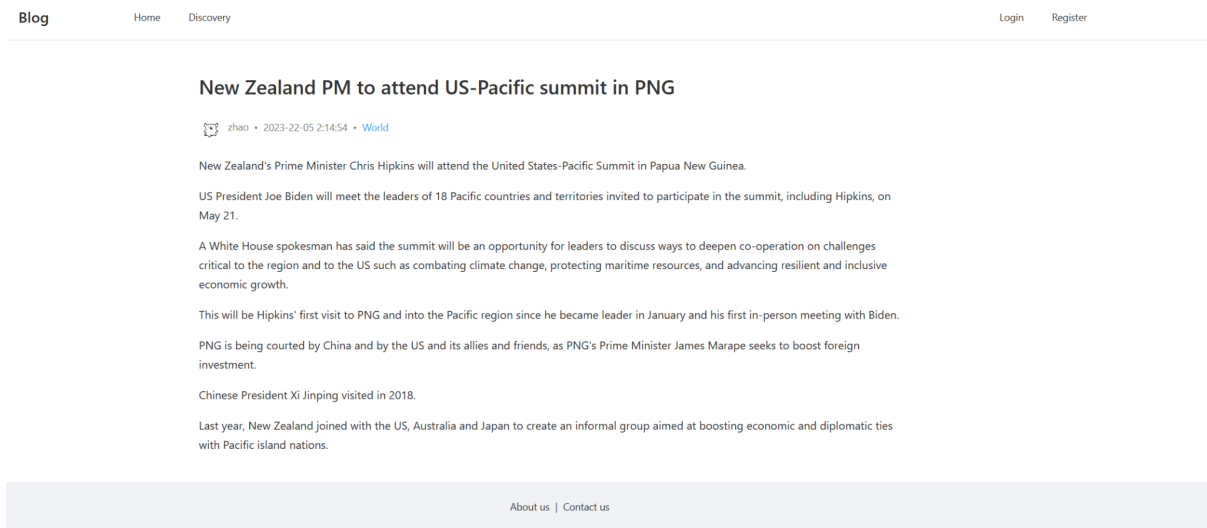 Blog Home Discovery Login Register
New Zealand PM to attend US-Pacific summit in PNG
zhao • 2023-22-05 2:14:54 • World
New Zealand's Prime Minister Chris Hipkins will attend the United States-Pacific Summit in Papua New Guinea.
US President Joe Biden will meet the leaders of 18 Pacific countries and territories invited to participate in the summit, including Hipkins, on
May 21.
A White House spokesman has said the summit will be an opportunity for leaders to discuss ways to deepen co-operation on challenges
critical to the region and to the US such as combating climate change, protecting maritime resources, and advancing resilient and inclusive
economic growth.
This will be Hipkins' first visit to PNG and into the Pacific region since he became leader in January and his first in-person meeting with Biden.
PNG is being courted by China and by the US and its allies and friends, as PNG's Prime Minister James Marape seeks to boost foreign
investment.
Chinese President Xi Jinping visited in 2018.
Last year, New Zealand joined with the US, Australia and Japan to create an informal group aimed at boosting economic and diplomatic ties
with Pacific island nations.
About us | Contact us